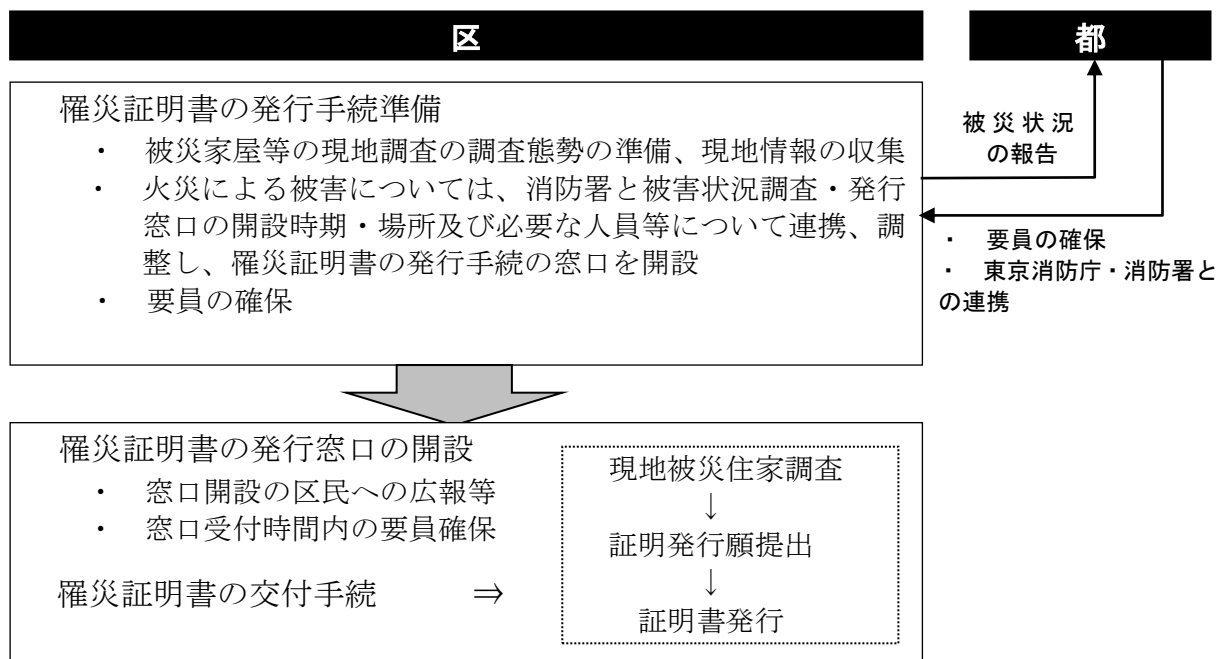 区
都
罹災証明書の発行手続準備
・ 被災家屋等の現地調査の調査態勢の準備、現地情報の収集
・ 火災による被害については、消防署と被害状況調査・発行
窓口の開設時期・場所及び必要な人員等について連携、調
整し、罹災証明書の発行手続の窓口を開設
・ 要員の確保
被災状況
の報告
・ 要員の確保
・ 東京消防庁・消防署と
の連携
罹災証明書の発行窓口の開設
・ 窓口開設の区民への広報等
・ 窓口受付時間内の要員確保
罹災証明書の交付手続 ⇒
現地被災住家調査
↓
証明発行願提出
↓
証明書発行